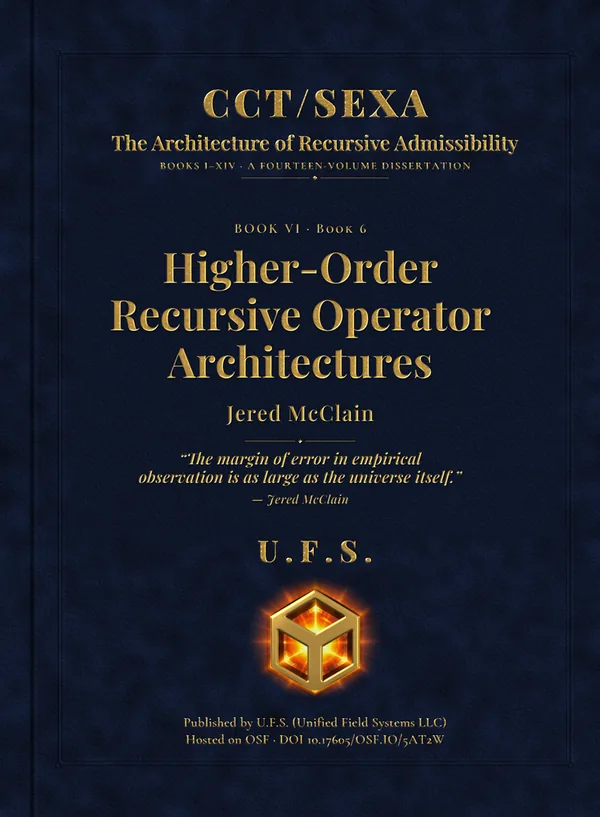 CCT/SEXA
The Architecture of Recursive Admissibility
BOOKS I–XIV · A FOURTEEN-VOLUME DISSERTATION
BOOK VI · Book 6
Higher-Order
Recursive Operator
Architectures
Jered McClain
“The margin of error in empirical
observation is as large as the universe itself.”
— Jered McClain
U.F.S.
Published by U.F.S. (Unified Field Systems LLC)
Hosted on OSF · DOI 10.17605/OSF.IO/5AT2W